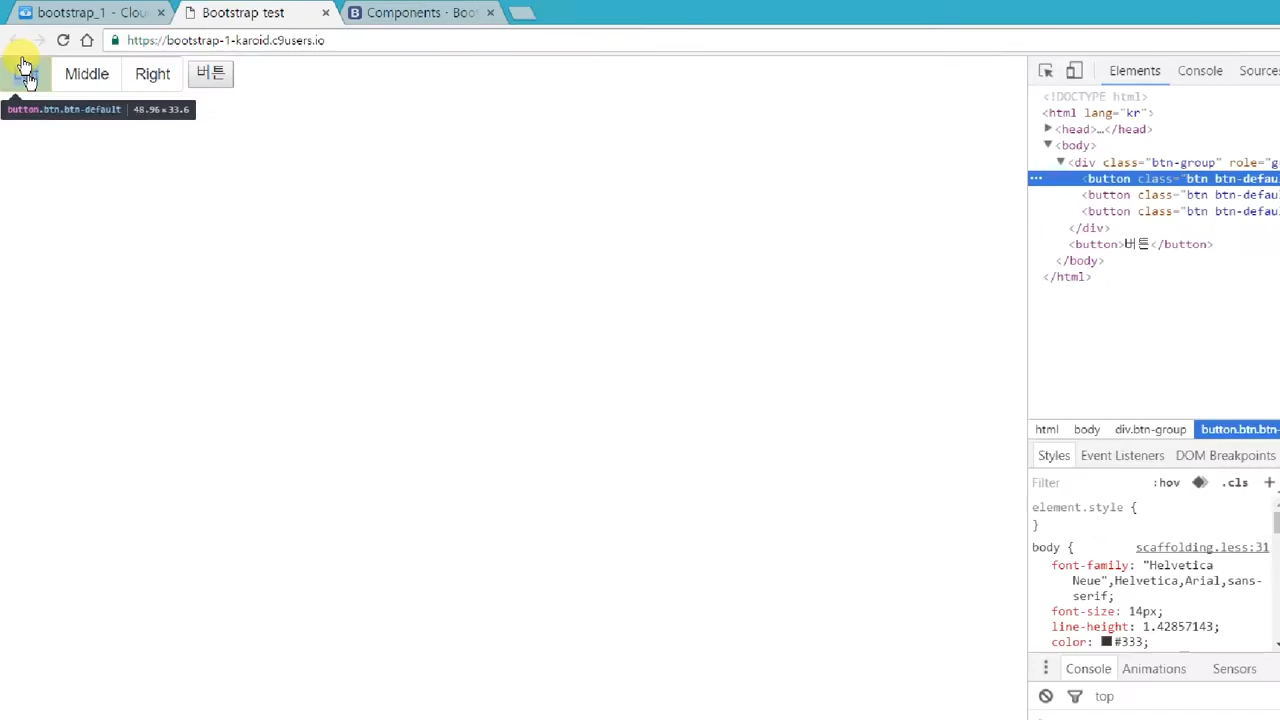 bootstrap_1 - Clou
Bootstrap test
Components · Boot
https://bootstrap-1-karoid.c9users.io
Middle
Right
버튼
button.btn.btn-default
48.96×33.6
Elements
Console
Sources
<!DOCTYPE html>
<html lang="kr">
<head>…</head>
<body>
<div class="btn-group" role="g
<button class="btn btn-defau
<button class="btn btn-defau
<button class="btn btn-defau
</div>
<button>버튼</button>
</body>
</html>
html
body
div.btn-group
button.btn.btn-
Styles
Event Listeners
DOM Breakpoints
Filter
:hov
.cls
+
element.style {
}
body {
scaffolding.less:31
font-family: "Helvetica
Neue",Helvetica,Arial,sans-
serif;
font-size: 14px;
line-height: 1.42857143;
color: #333;
Console
Animations
Sensors
top